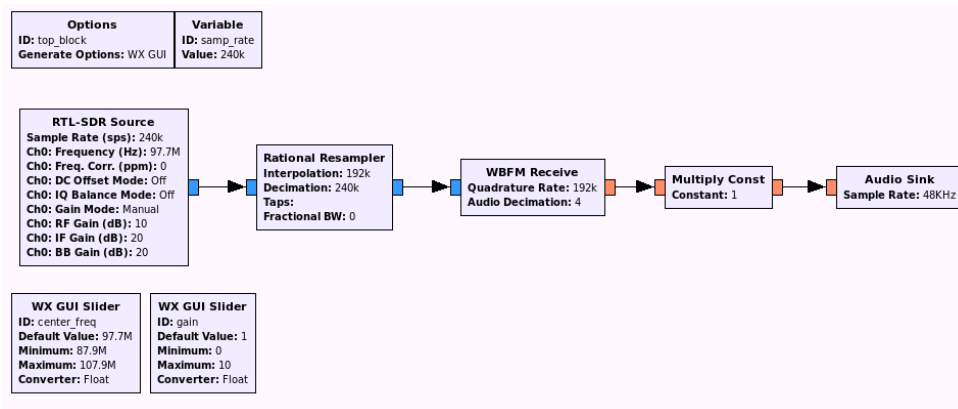 Options
ID: top_block
Generate Options: WX GUI
Variable
ID: samp_rate
Value: 240k
RTL-SDR Source
Sample Rate (sps): 240k
Ch0: Frequency (Hz): 97.7M
Ch0: Freq. Corr. (ppm): 0
Ch0: DC Offset Mode: Off
Ch0: IQ Balance Mode: Off
Ch0: Gain Mode: Manual
Ch0: RF Gain (dB): 10
Ch0: IF Gain (dB): 20
Ch0: BB Gain (dB): 20
Rational Resampler
Interpolation: 192k
Decimation: 240k
Taps:
Fractional BW: 0
WBFM Receive
Quadrature Rate: 192k
Audio Decimation: 4
Multiply Const
Constant: 1
Audio Sink
Sample Rate: 48KHz
WX GUI Slider
ID: center_freq
Default Value: 97.7M
Minimum: 87.9M
Maximum: 107.9M
Converter: Float
WX GUI Slider
ID: gain
Default Value: 1
Minimum: 0
Maximum: 10
Converter: Float